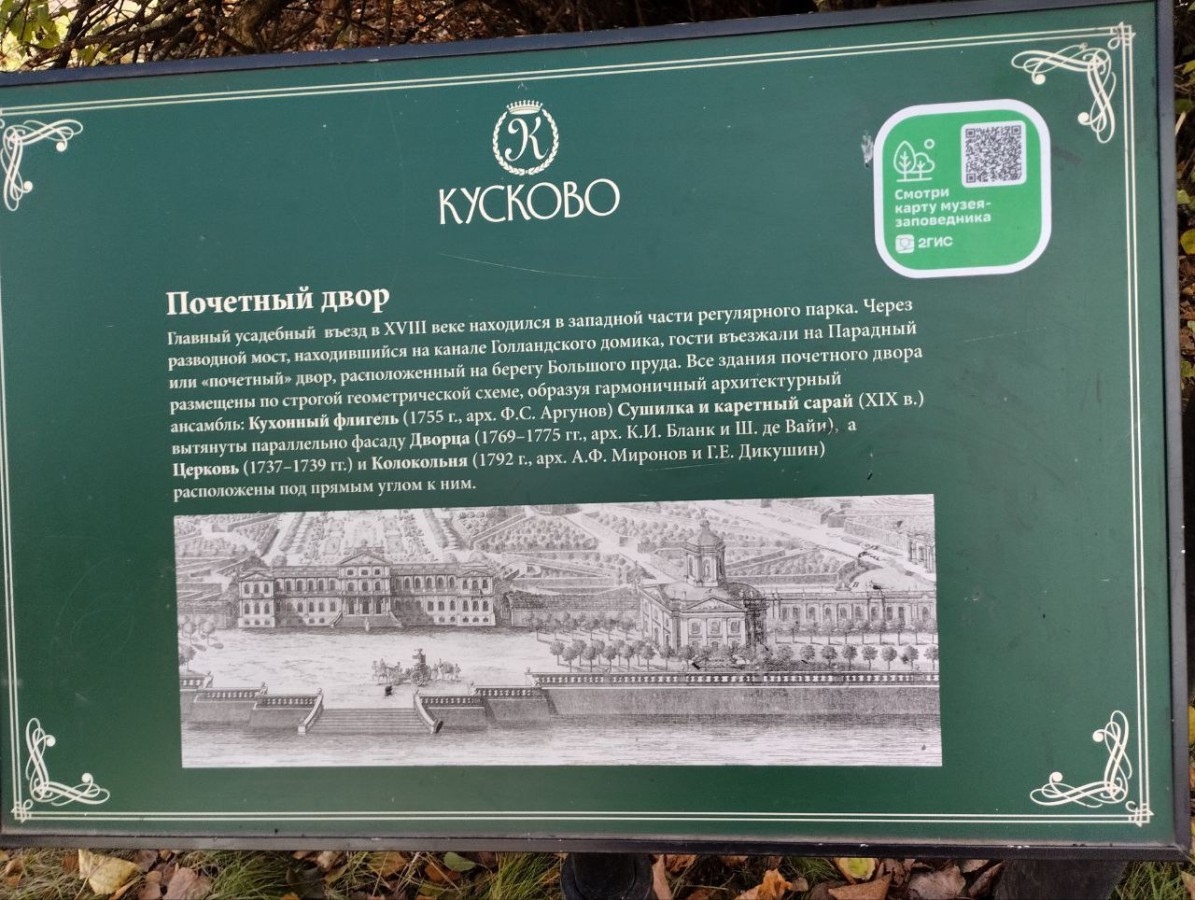 К
КУСКОВО
Смотри
карту музея-
заповедника
2ГИС
Почетный двор
Главный усадебный въезд в XVIII веке находился в западной части регулярного парка. Через
разводной мост, находившийся на канале Голландского домика, гости въезжали на Парадный
или «почетный» двор, расположенный на берегу Большого пруда. Все здания почетного двора
размещены по строгой геометрической схеме, образуя гармоничный архитектурный
ансамбль: Кухонный флигель (1755 г., арх. Ф.С. Аргунов) Сушилка и каретный сарай (XIX в.)
вытянуты параллельно фасаду Дворца (1769–1775 гг., арх. К.И. Бланк и Ш. де Вайи), а
Церковь (1737–1739 гг.) и Колокольня (1792 г., арх. А.Ф. Миронов и Г.Е. Дикушин)
расположены под прямым углом к ним.